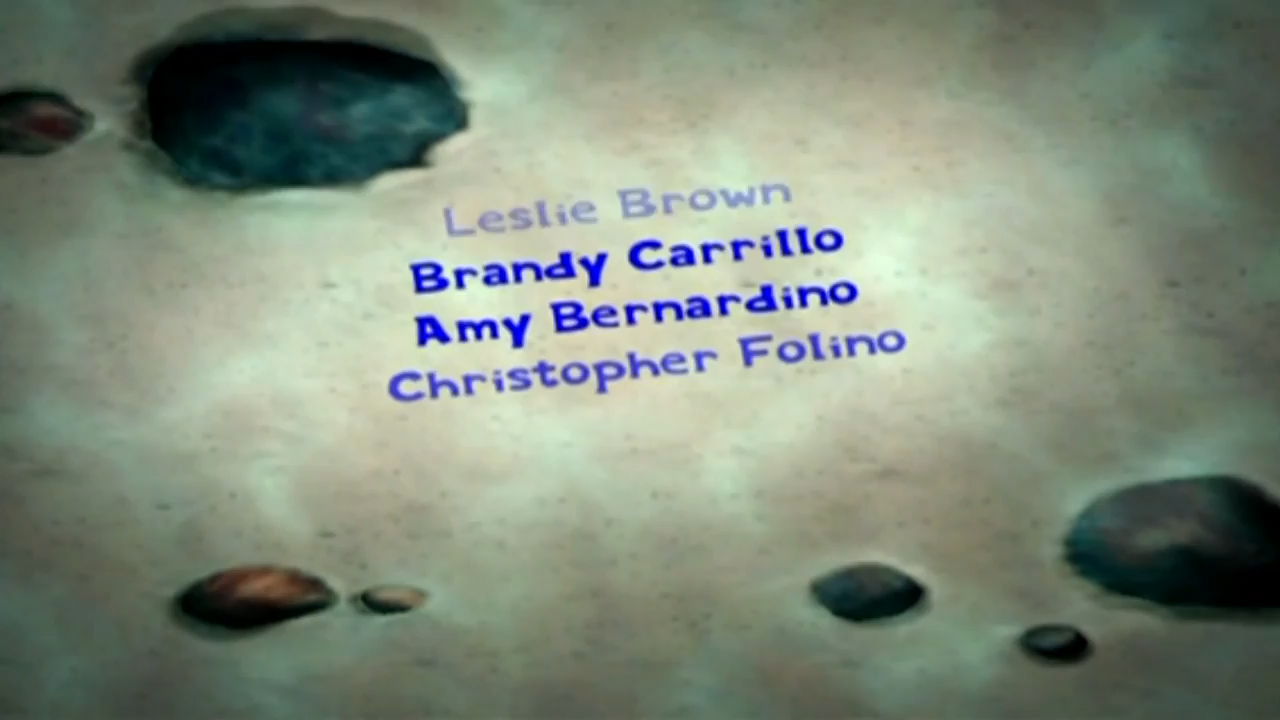 Leslie Brown
Brandy Carrillo
Amy Bernardino
Christopher Folino